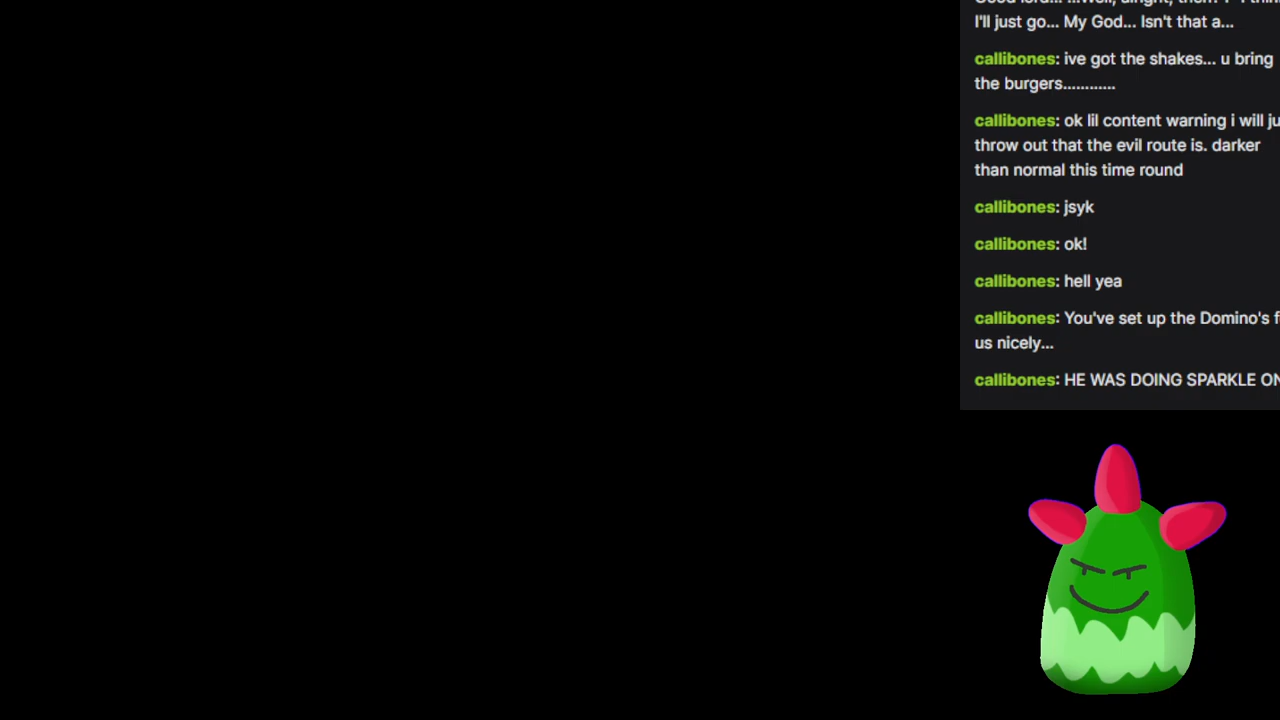 I'll just go... My God... Isn't that a...
callibones: ive got the shakes... u bring
the burgers............
callibones: ok lil content warning i will
throw out that the evil route is. darker
than normal this time round
callibones: jsyk
callibones: ok!
callibones: hell yea
callibones: You've set up the Domino's
us nicely...
callibones: HE WAS DOING SPARKLE